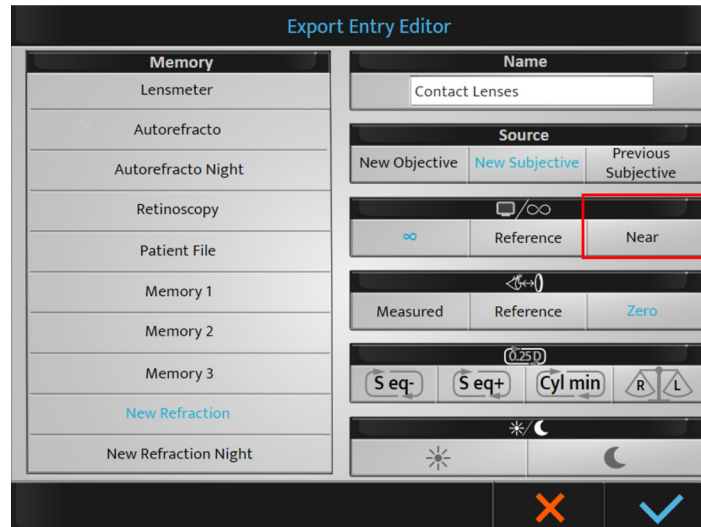 Export Entry Editor
Memory
Lensmeter
Autorefracto
Autorefracto Night
Retinoscopy
Patient File
Memory 1
Memory 2
Memory 3
New Refraction
New Refraction Night
Name
Contact Lenses
Source
New Objective
New Subjective
Previous
Subjective
/∞
∞
Reference
Near
Measured
Reference
Zero
0.25 D
S eq-
S eq+
Cyl min
R L
/